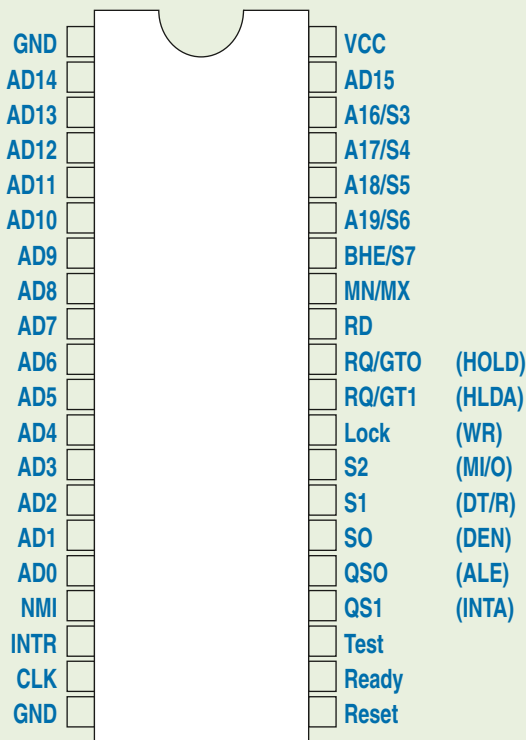 GND VCC
AD14 AD15
AD13 A16/S3
AD12 A17/S4
AD11 A18/S5
AD10 A19/S6
AD9 BHE/S7
AD8 MN/MX
AD7 RD
AD6 RQ/GTO (HOLD)
AD5 RQ/GT1 (HLDA)
AD4 Lock (WR)
AD3 S2 (MI/O)
AD2 S1 (DT/R)
AD1 SO (DEN)
AD0 QSO (ALE)
NMI QS1 (INTA)
INTR Test
CLK Ready
GND Reset